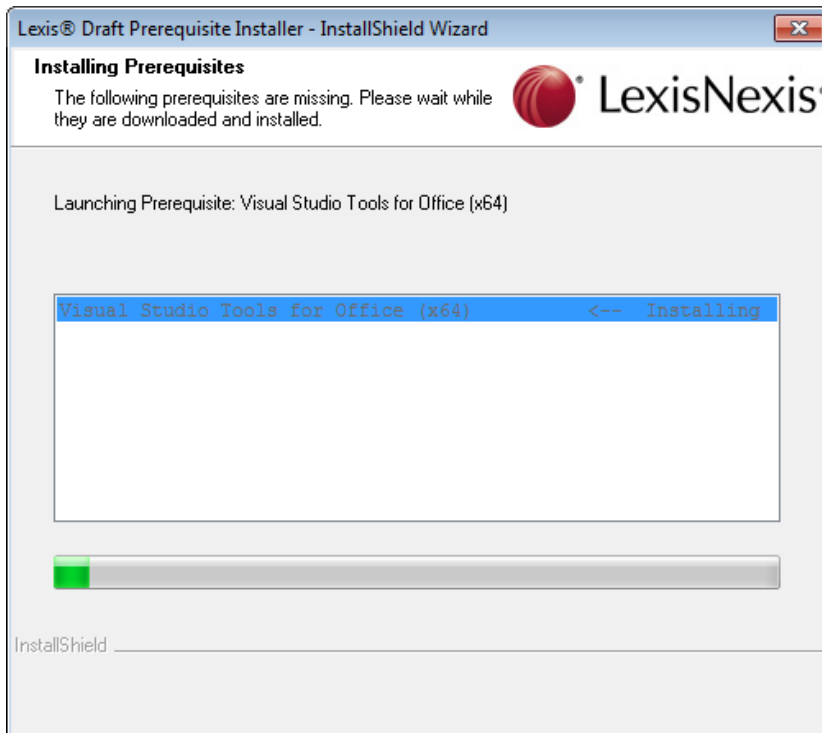 Lexis® Draft Prerequisite Installer - InstallShield Wizard
Installing Prerequisites
The following prerequisites are missing. Please wait while
they are downloaded and installed.
LexisNexis®
Launching Prerequisite: Visual Studio Tools for Office (x64)
Visual Studio Tools for Office (x64) <-- Installing
InstallShield